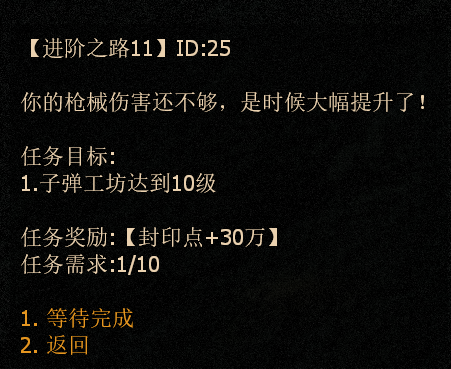 【进阶之路11】ID:25
你的枪械伤害还不够，是时候大幅提升了！
任务目标:
1.子弹工坊达到10级
任务奖励:【封印点+30万】
任务需求:1/10
1. 等待完成
2. 返回